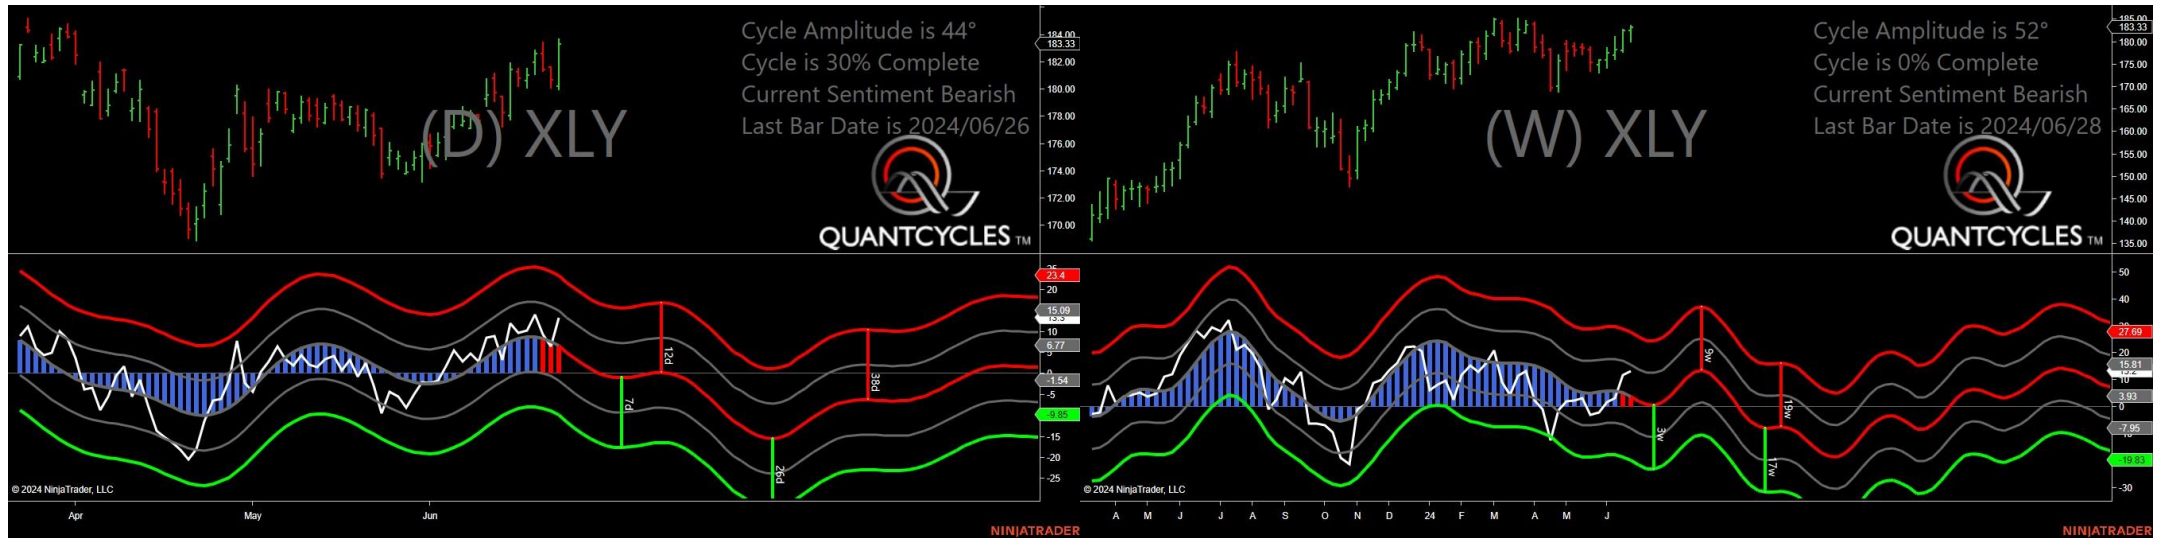 Cycle Amplitude is 44°
Cycle is 30% Complete
Current Sentiment Bearish
Last Bar Date is 2024/06/26
(D) XLY
QUANTCYCLES TM
184.00
183.33
182.00
180.00
178.00
176.00
174.00
172.00
170.00
23.4
20
15.09
10
6.77
-1.54
-5
-9.85
-15
-20
-25
12d
7d
38d
26d
© 2024 NinjaTrader, LLC
Apr May Jun
NINJATRADER
Cycle Amplitude is 52°
Cycle is 0% Complete
Current Sentiment Bearish
Last Bar Date is 2024/06/28
(W) XLY
QUANTCYCLES TM
185.00
183.33
180.00
175.00
170.00
165.00
160.00
155.00
150.00
145.00
140.00
135.00
50
40
27.69
20
15.81
10
3.93
0
-7.95
-19.83
-30
9w
19w
3w
17w
© 2024 NinjaTrader, LLC
A M J J A S O N D 24 F M A M J
NINJATRADER